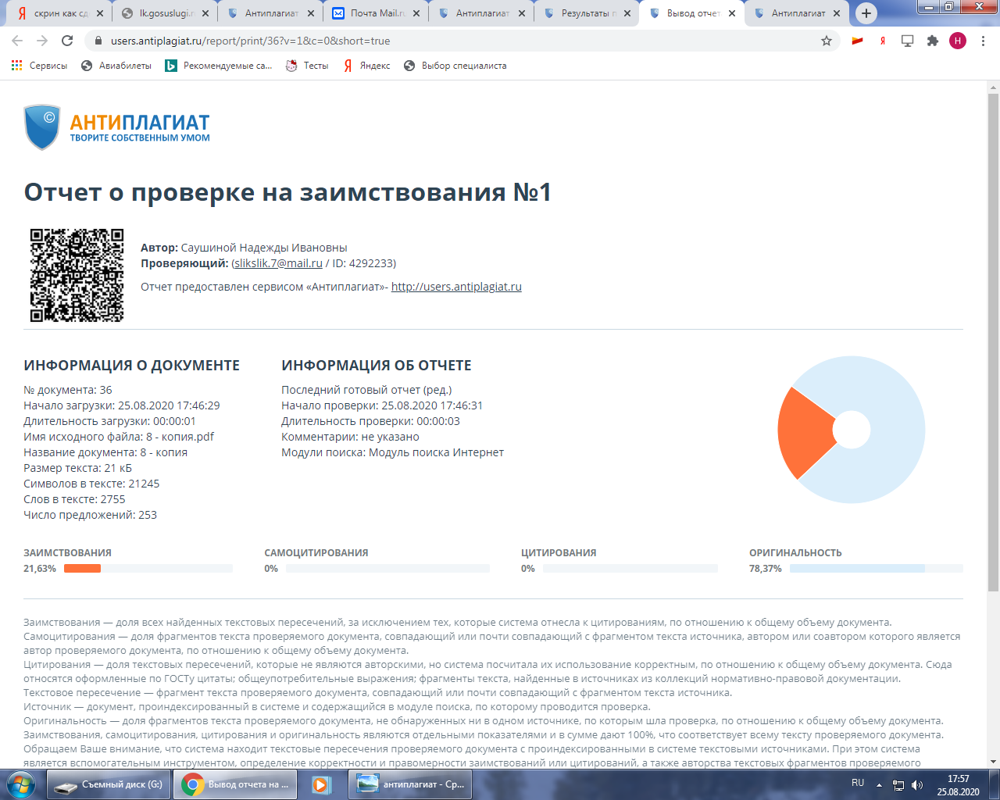 скрин как сд
lk.gosuslugi.r
Антиплагиат
Почта Mail.ru
Антиплагиат
Результаты п
Вывод отчет
Антиплагиат
users.antiplagiat.ru/report/print/36?v=1&c=0&short=true
Н
Сервисы
Авиабилеты
Рекомендуемые са...
Тесты
Яндекс
Выбор специалиста
©
АНТИПЛАГИАТ
ТВОРИТЕ СОБСТВЕННЫМ УМОМ
Отчет о проверке на заимствования №1
Автор: Саушиной Надежды Ивановны
Проверяющий: (slikslik.7@mail.ru / ID: 4292233)
Отчет предоставлен сервисом «Антиплагиат»- http://users.antiplagiat.ru
ИНФОРМАЦИЯ О ДОКУМЕНТЕ
№ документа: 36
Начало загрузки: 25.08.2020 17:46:29
Длительность загрузки: 00:00:01
Имя исходного файла: 8 - копия.pdf
Название документа: 8 - копия
Размер текста: 21 кБ
Cимволов в тексте: 21245
Слов в тексте: 2755
Число предложений: 253
ИНФОРМАЦИЯ ОБ ОТЧЕТЕ
Последний готовый отчет (ред.)
Начало проверки: 25.08.2020 17:46:31
Длительность проверки: 00:00:03
Комментарии: не указано
Модули поиска: Модуль поиска Интернет
ЗАИМСТВОВАНИЯ
21,63%
САМОЦИТИРОВАНИЯ
0%
ЦИТИРОВАНИЯ
0%
ОРИГИНАЛЬНОСТЬ
78,37%
Заимствования — доля всех найденных текстовых пересечений, за исключением тех, которые система отнесла к цитированиям, по отношению к общему объему документа.
Самоцитирования — доля фрагментов текста проверяемого документа, совпадающий или почти совпадающий с фрагментом текста источника, автором или соавтором которого является
автор проверяемого документа, по отношению к общему объему документа.
Цитирования — доля текстовых пересечений, которые не являются авторскими, но система посчитала их использование корректным, по отношению к общему объему документа. Сюда
относятся оформленные по ГОСТу цитаты; общеупотребительные выражения; фрагменты текста, найденные в источниках из коллекций нормативно-правовой документации.
Текстовое пересечение — фрагмент текста проверяемого документа, совпадающий или почти совпадающий с фрагментом текста источника.
Источник — документ, проиндексированный в системе и содержащийся в модуле поиска, по которому проводится проверка.
Оригинальность — доля фрагментов текста проверяемого документа, не обнаруженных ни в одном источнике, по которым шла проверка, по отношению к общему объему документа.
Заимствования, самоцитирования, цитирования и оригинальность являются отдельными показателями и в сумме дают 100%, что соответствует всему тексту проверяемого документа.
Обращаем Ваше внимание, что система находит текстовые пересечения проверяемого документа с проиндексированными в системе текстовыми источниками. При этом система
является вспомогательным инструментом, определение корректности и правомерности заимствований или цитирований, а также авторства текстовых фрагментов проверяемого
Съемный диск (G:)
Вывод отчета на ...
антиплагиат - Ср...
RU
17:57
25.08.2020